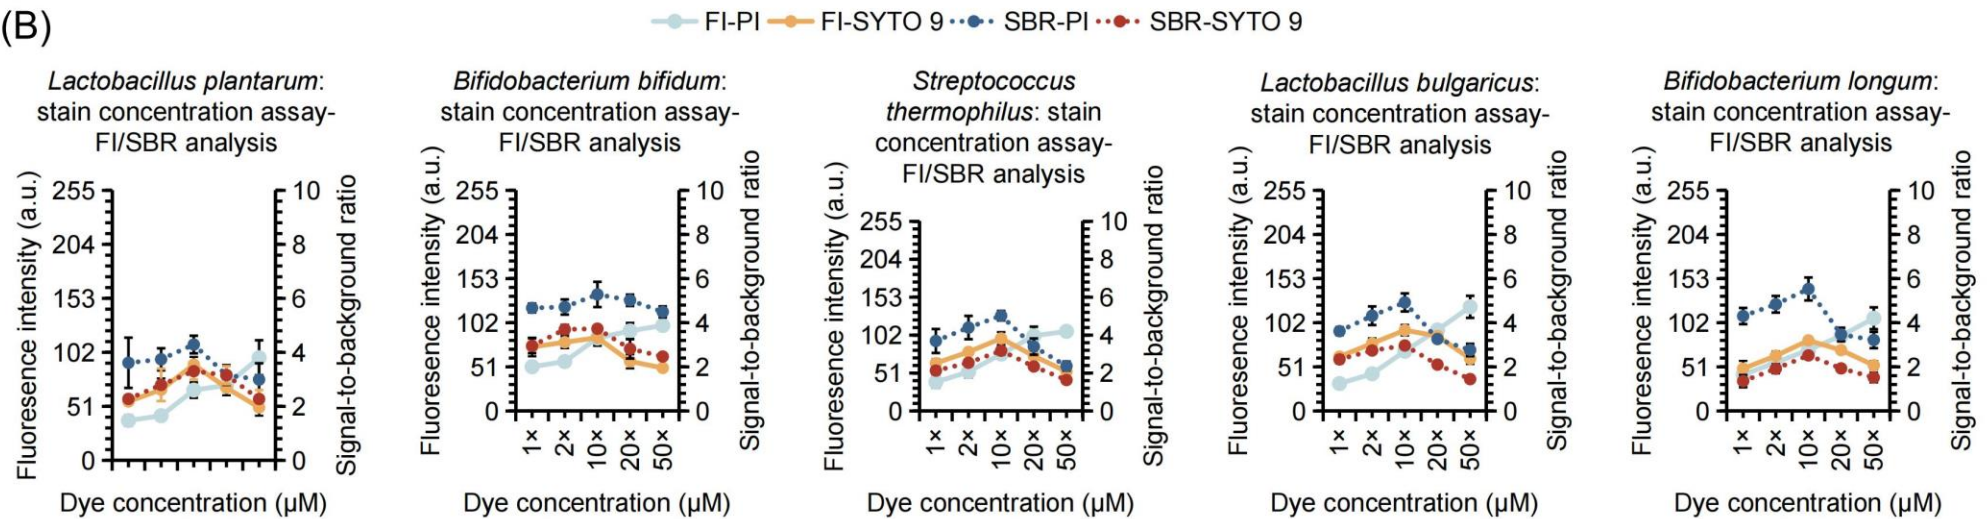 (B)
FI-PI FI-SYTO 9 SBR-PI SBR-SYTO 9
Lactobacillus plantarum:
stain concentration assay-
FI/SBR analysis
Fluoresence intensity (a.u.)
255
204
153
102
51
0
10
8
6
4
2
0
Signal-to-background ratio
Dye concentration (µM)
Bifidobacterium bifidum:
stain concentration assay-
FI/SBR analysis
Fluoresence intensity (a.u.)
255
204
153
102
51
0
10
8
6
4
2
0
Signal-to-background ratio
1× 2× 10× 20× 50×
Dye concentration (µM)
Streptococcus
thermophilus: stain
concentration assay-
FI/SBR analysis
Fluoresence intensity (a.u.)
255
204
153
102
51
0
10
8
6
4
2
0
Signal-to-background ratio
1× 2× 10× 20× 50×
Dye concentration (µM)
Lactobacillus bulgaricus:
stain concentration assay-
FI/SBR analysis
Fluoresence intensity (a.u.)
255
204
153
102
51
0
10
8
6
4
2
0
Signal-to-background ratio
1× 2× 10× 20× 50×
Dye concentration (µM)
Bifidobacterium longum:
stain concentration assay-
FI/SBR analysis
Fluoresence intensity (a.u.)
255
204
153
102
51
0
10
8
6
4
2
0
Signal-to-background ratio
1× 2× 10× 20× 50×
Dye concentration (µM)